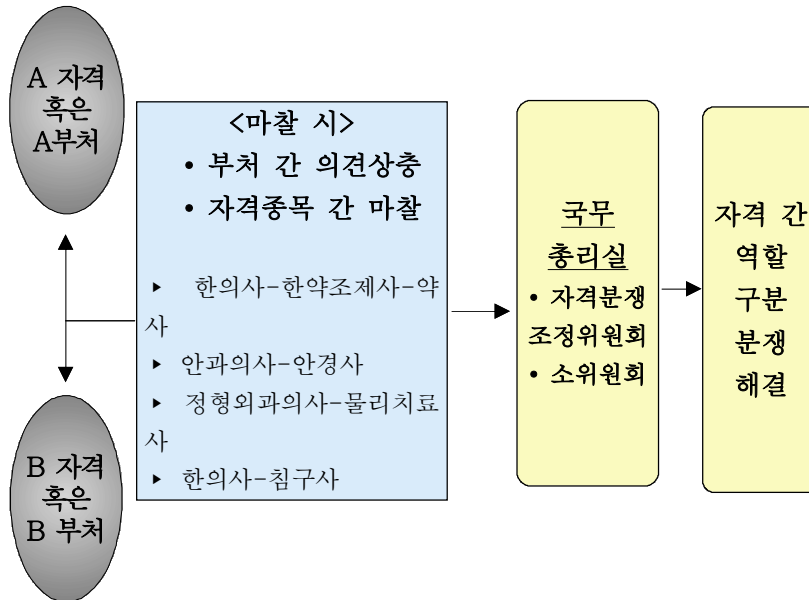 A 자격
혹은
A부처
<마찰 시>
• 부처 간 의견상충
• 자격종목 간 마찰
▶ 한의사-한약조제사-약
사
▶ 안과의사-안경사
▶ 정형외과의사-물리치료
사
▶ 한의사-침구사
B 자격
혹은
B 부처
국무
총리실
• 자격분쟁
조정위원회
• 소위원회
자격 간
역할
구분
분쟁
해결